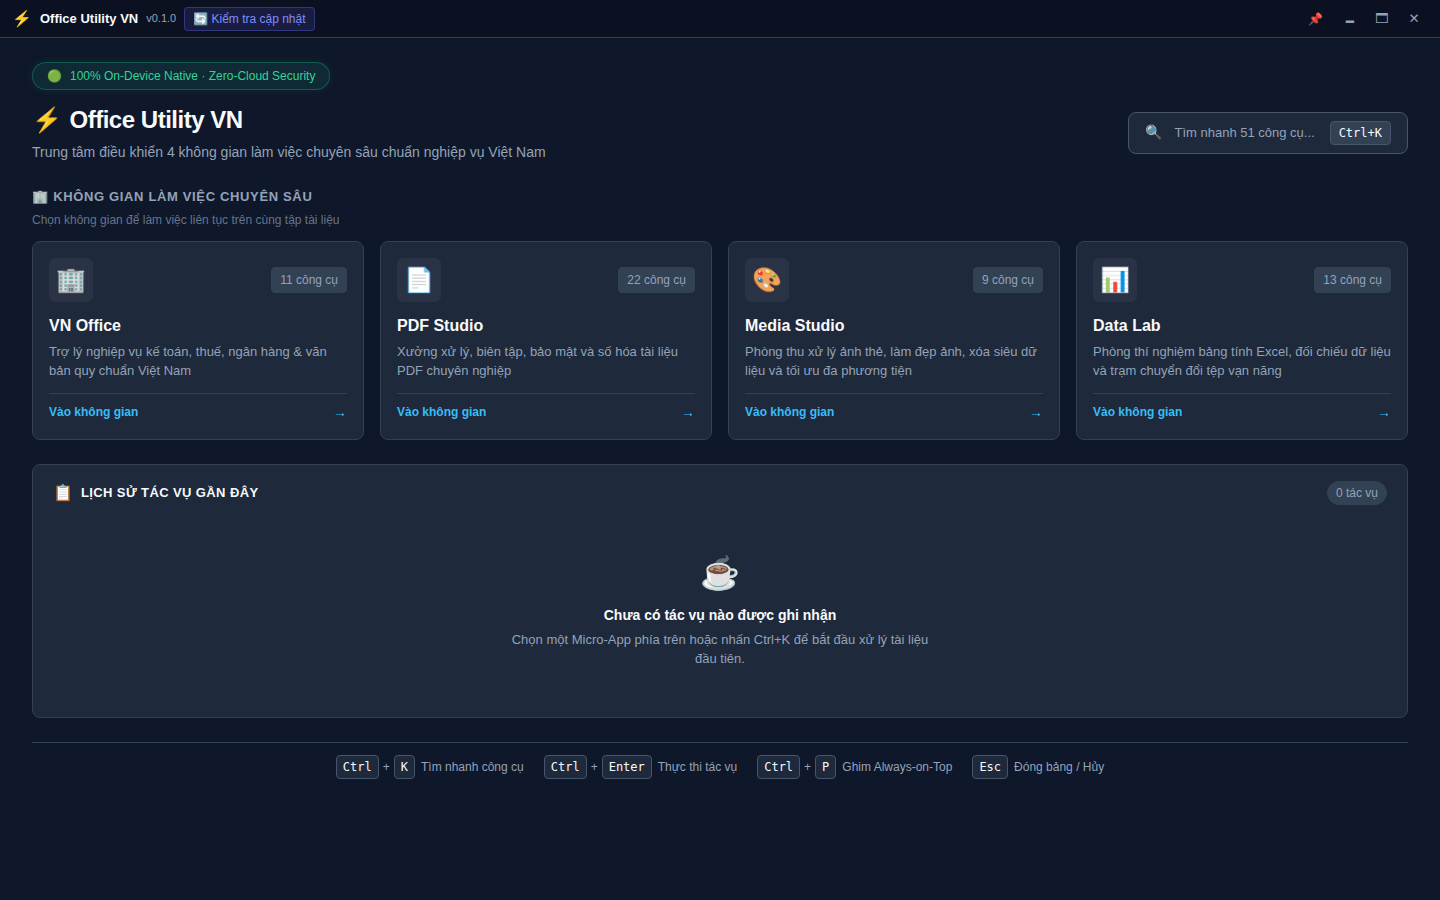 Office Utility VN v0.1.0 Kiểm tra cập nhật
100% On-Device Native · Zero-Cloud Security
Office Utility VN
Trung tâm điều khiển 4 không gian làm việc chuyên sâu chuẩn nghiệp vụ Việt Nam
Tìm nhanh 51 công cụ... Ctrl+K
KHÔNG GIAN LÀM VIỆC CHUYÊN SÂU
Chọn không gian để làm việc liên tục trên cùng tập tài liệu
11 công cụ
VN Office
Trợ lý nghiệp vụ kế toán, thuế, ngân hàng & văn
bản quy chuẩn Việt Nam
Vào không gian →
22 công cụ
PDF Studio
Xưởng xử lý, biên tập, bảo mật và số hóa tài liệu
PDF chuyên nghiệp
Vào không gian →
9 công cụ
Media Studio
Phòng thu xử lý ảnh thẻ, làm đẹp ảnh, xóa siêu dữ
liệu và tối ưu đa phương tiện
Vào không gian →
13 công cụ
Data Lab
Phòng thí nghiệm bảng tính Excel, đối chiếu dữ liệu
và trạm chuyển đổi tệp vạn năng
Vào không gian →
LỊCH SỬ TÁC VỤ GẦN ĐÂY
0 tác vụ
Chưa có tác vụ nào được ghi nhận
Chọn một Micro-App phía trên hoặc nhấn Ctrl+K để bắt đầu xử lý tài liệu
đầu tiên.
Ctrl + K Tìm nhanh công cụ Ctrl + Enter Thực thi tác vụ Ctrl + P Ghim Always-on-Top Esc Đóng bảng / Hủy